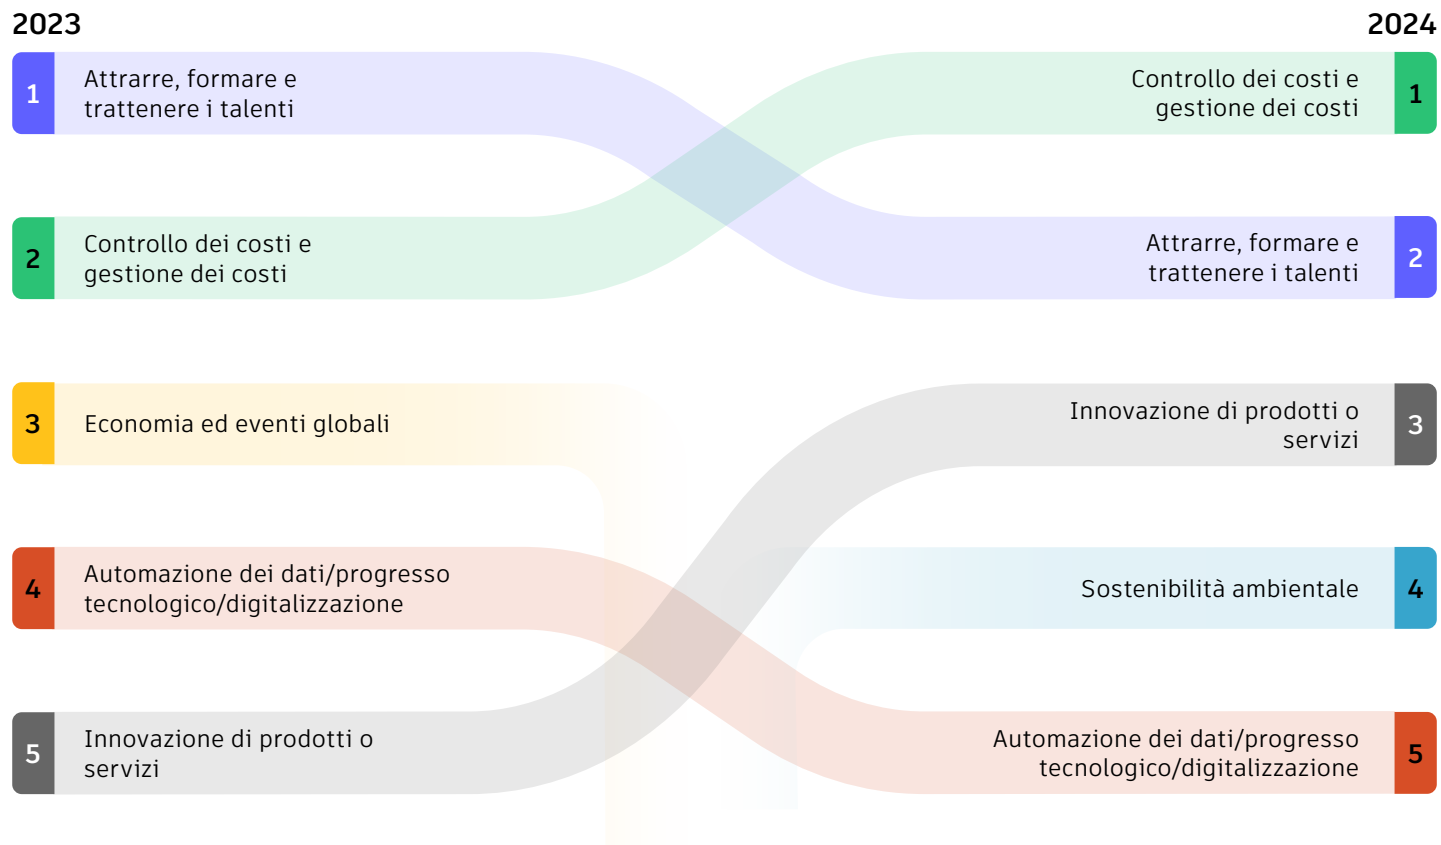 2023
2024
1
Attrarre, formare e
trattenere i talenti
Controllo dei costi e
gestione dei costi
1
2
Controllo dei costi e
gestione dei costi
Attrarre, formare e
trattenere i talenti
2
3
Economia ed eventi globali
Innovazione di prodotti o
servizi
3
4
Automazione dei dati/progresso
tecnologico/digitalizzazione
Sostenibilità ambientale
4
5
Innovazione di prodotti o
servizi
Automazione dei dati/progresso
tecnologico/digitalizzazione
5